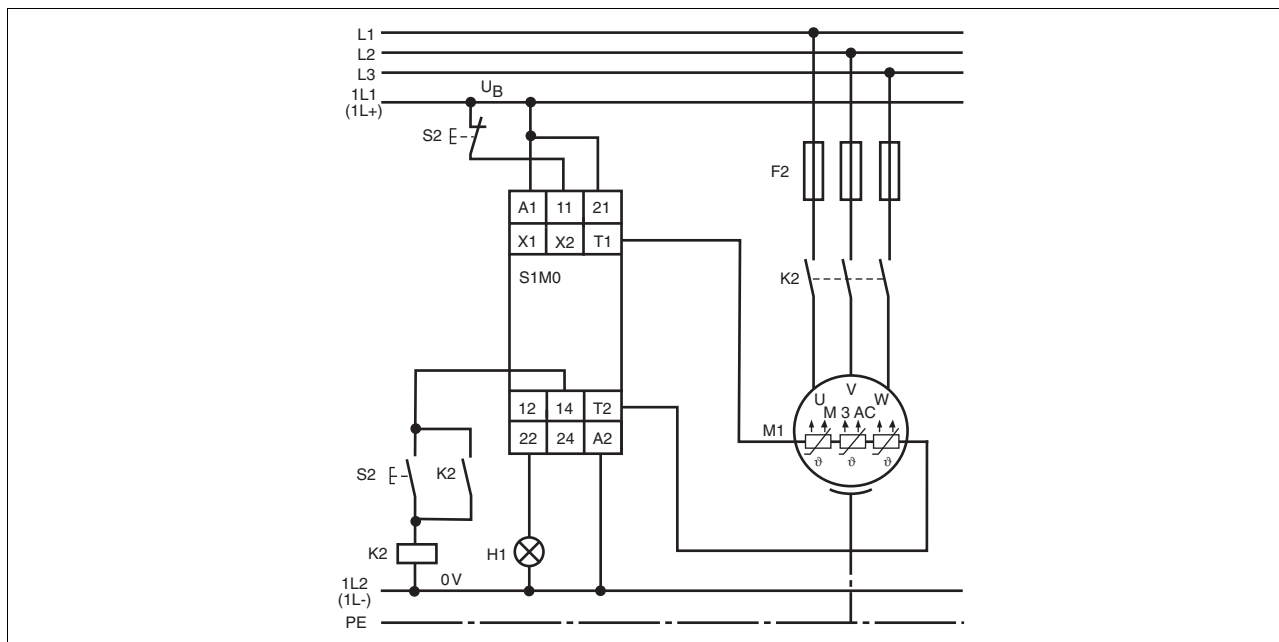 L1
L2
L3
1L1
(1L+)
U_B
S2
F2
A1 11 21
X1 X2 T1
S1M0
K2
12 14 T2
22 24 A2
U V W
M 3 AC
M1
ϑ ϑ ϑ
S2
K2
K2
H1
1L2
(1L-)
0V
PE